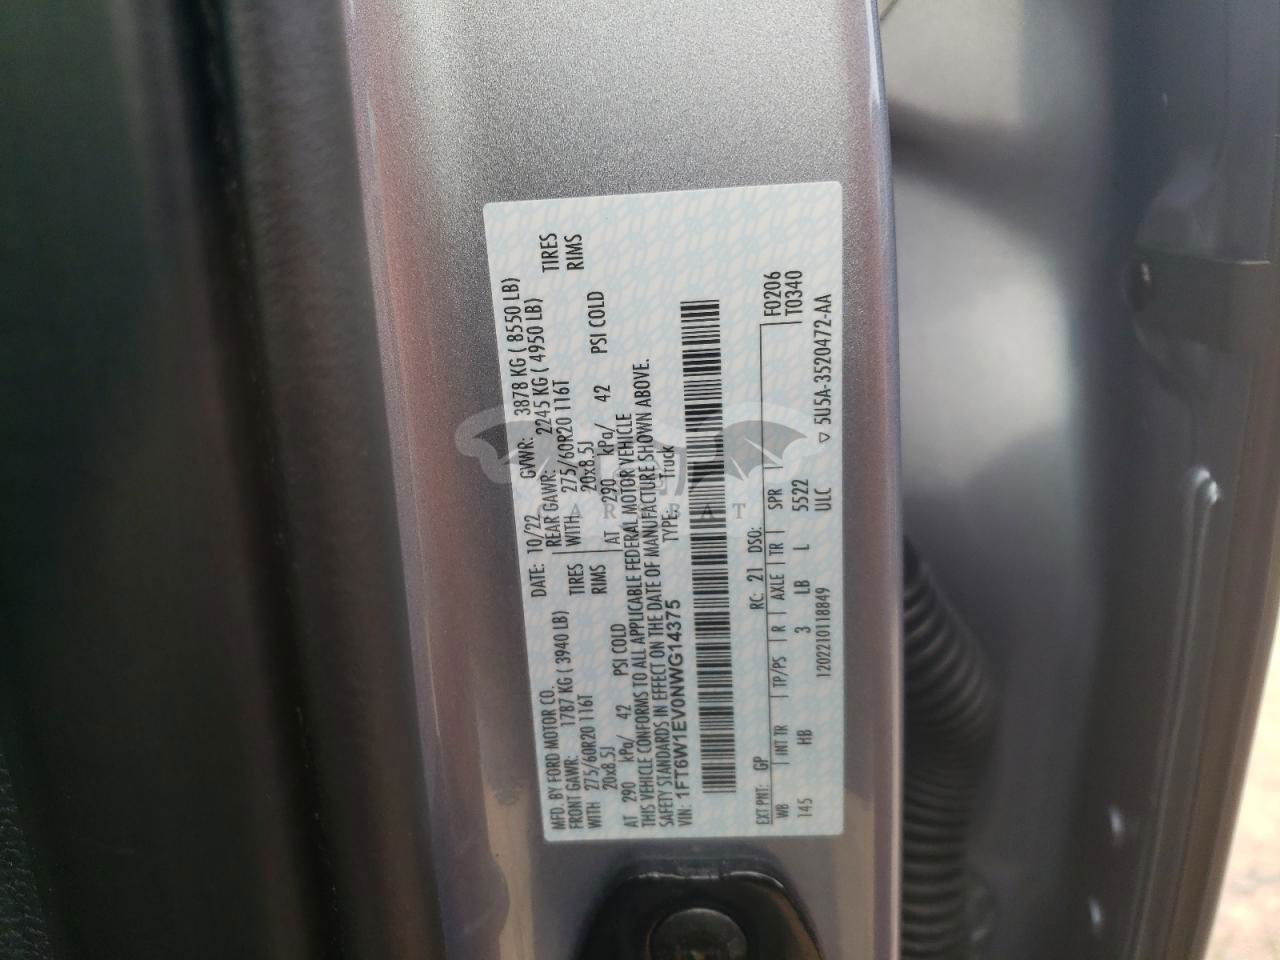 MFD. BY FORD MOTOR CO. DATE: 10/22 GVWR: 3878 KG ( 8550 LB)
FRONT GAWR: 1787 KG ( 3940 LB) REAR GAWR: 2245 KG ( 4950 LB)
WITH 275/60R20 116T TIRES WITH 275/60R20 116T TIRES
20x8.5J RIMS 20x8.5J RIMS
AT 290 kPa/ 42 PSI COLD AT 290 kPa/ 42 PSI COLD
THIS VEHICLE CONFORMS TO ALL APPLICABLE FEDERAL MOTOR VEHICLE
SAFETY STANDARDS IN EFFECT ON THE DATE OF MANUFACTURE SHOWN ABOVE.
VIN: 1FT6W1EV0NWG14375 TYPE: Truck
CAR BAT
EXT PNT: GP RC: 21 DSO: F0206
WB INT TR TP/PS R AXLE TR SPR T0340
145 HB 3 LB L 5522
1202210118849 ULC 5U5A-3520472-AA